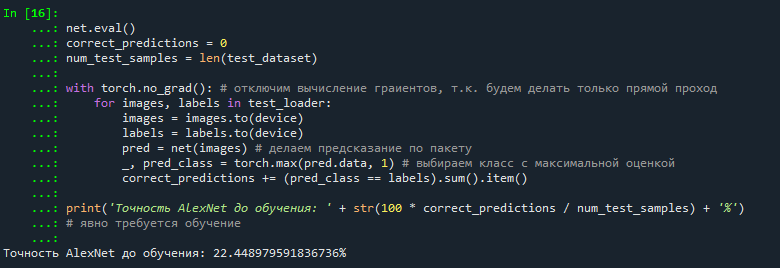 In [16]:
...: net.eval()
...: correct_predictions = 0
...: num_test_samples = len(test_dataset)
...:
...: with torch.no_grad(): # отключим вычисление граиентов, т.к. будем делать только прямой проход
...:     for images, labels in test_loader:
...:         images = images.to(device)
...:         labels = labels.to(device)
...:         pred = net(images) # делаем предсказание по пакету
...:         _, pred_class = torch.max(pred.data, 1) # выбираем класс с максимальной оценкой
...:         correct_predictions += (pred_class == labels).sum().item()
...:
...: print('Точность AlexNet до обучения: ' + str(100 * correct_predictions / num_test_samples) + '%')
...: # явно требуется обучение
...:
Точность AlexNet до обучения: 22.448979591836736%